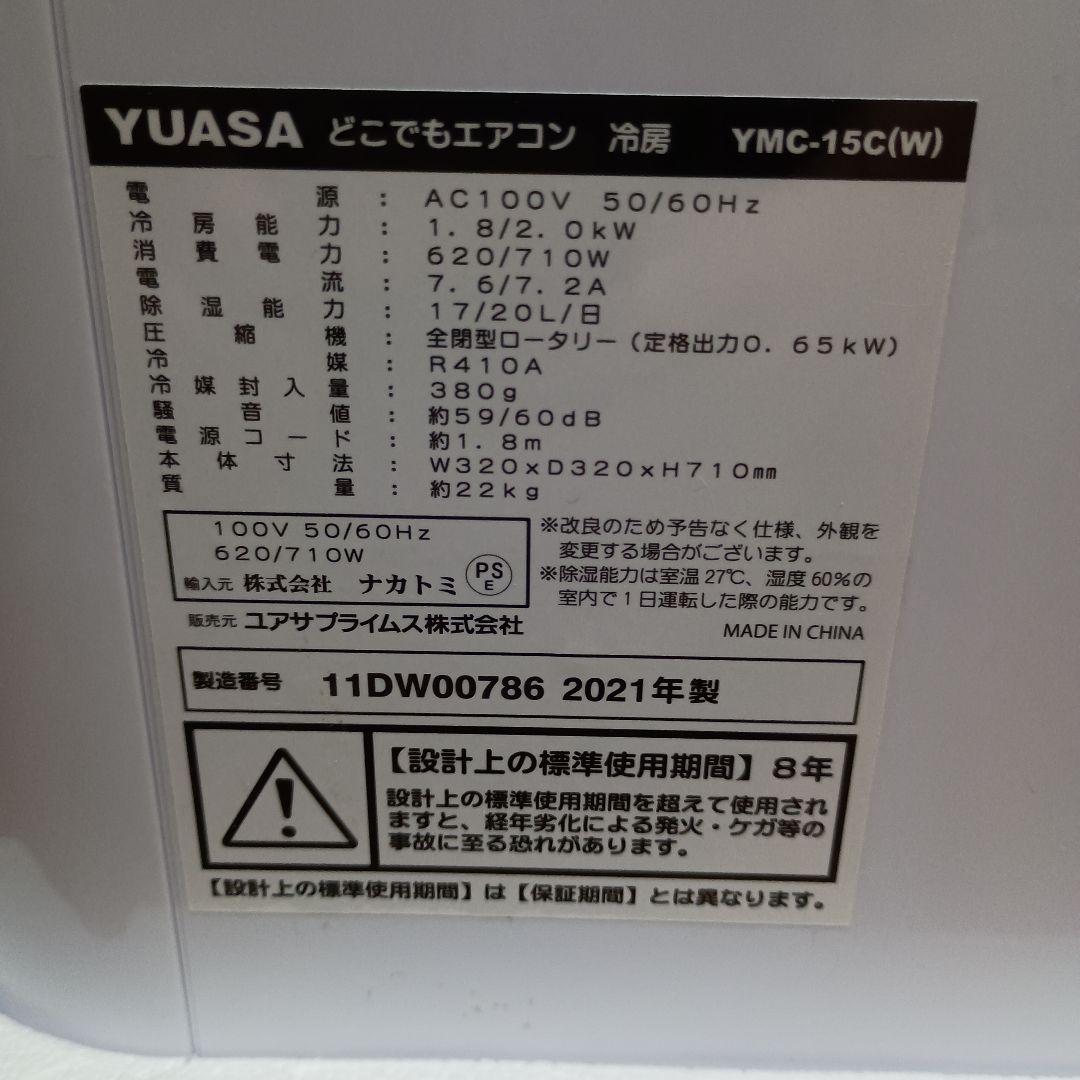 YUASA どこでもエアコン 冷房 YMC-15C(W)
電源 : AC100V 50/60Hz
冷房能力 : 1.8/2.0kW
消費電力 : 620/710W
電流 : 7.6/7.2A
除湿能力 : 17/20L/日
圧縮機 : 全閉型ロータリー（定格出力0.65kW）
冷媒 : R410A
冷媒封入量 : 380g
騒音値 : 約59/60dB
電源コード : 約1.8m
本体寸法 : W320xD320xH710mm
質量 : 約22kg
100V 50/60Hz
620/710W
輸入元 株式会社 ナカトミ PSE
販売元 ユアサプライムス株式会社
※改良のため予告なく仕様、外観を
変更する場合がございます。
※除湿能力は室温27℃、湿度60%の
室内で1日運転した際の能力です。
MADE IN CHINA
製造番号 11DW00786 2021年製
【設計上の標準使用期間】8年
設計上の標準使用期間を超えて使用され
ますと、経年劣化による発火・ケガ等の
事故に至る恐れがあります。
【設計上の標準使用期間】は【保証期間】とは異なります。